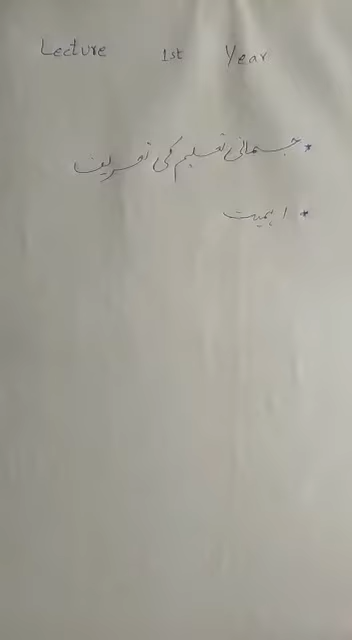 Lecture 1st Year
* جسمانی تعلیم کی تعریف
* اہمیت